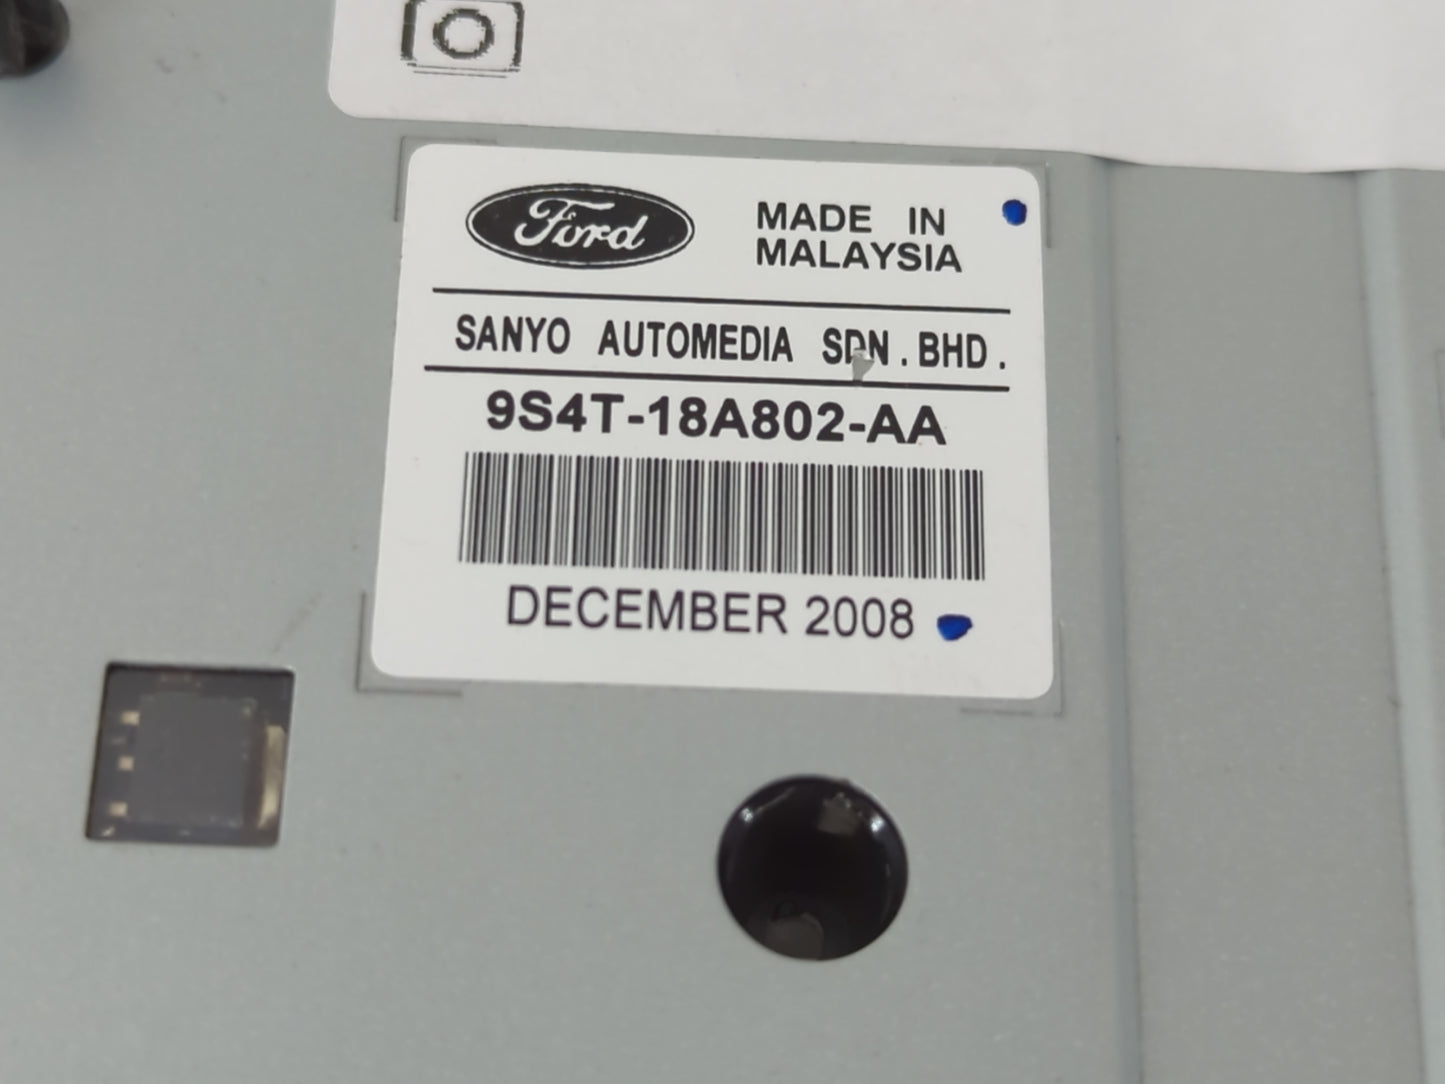 Ford
MADE IN
MALAYSIA
SANYO AUTOMEDIA SDN . BHD .
9S4T-18A802-AA
DECEMBER 2008